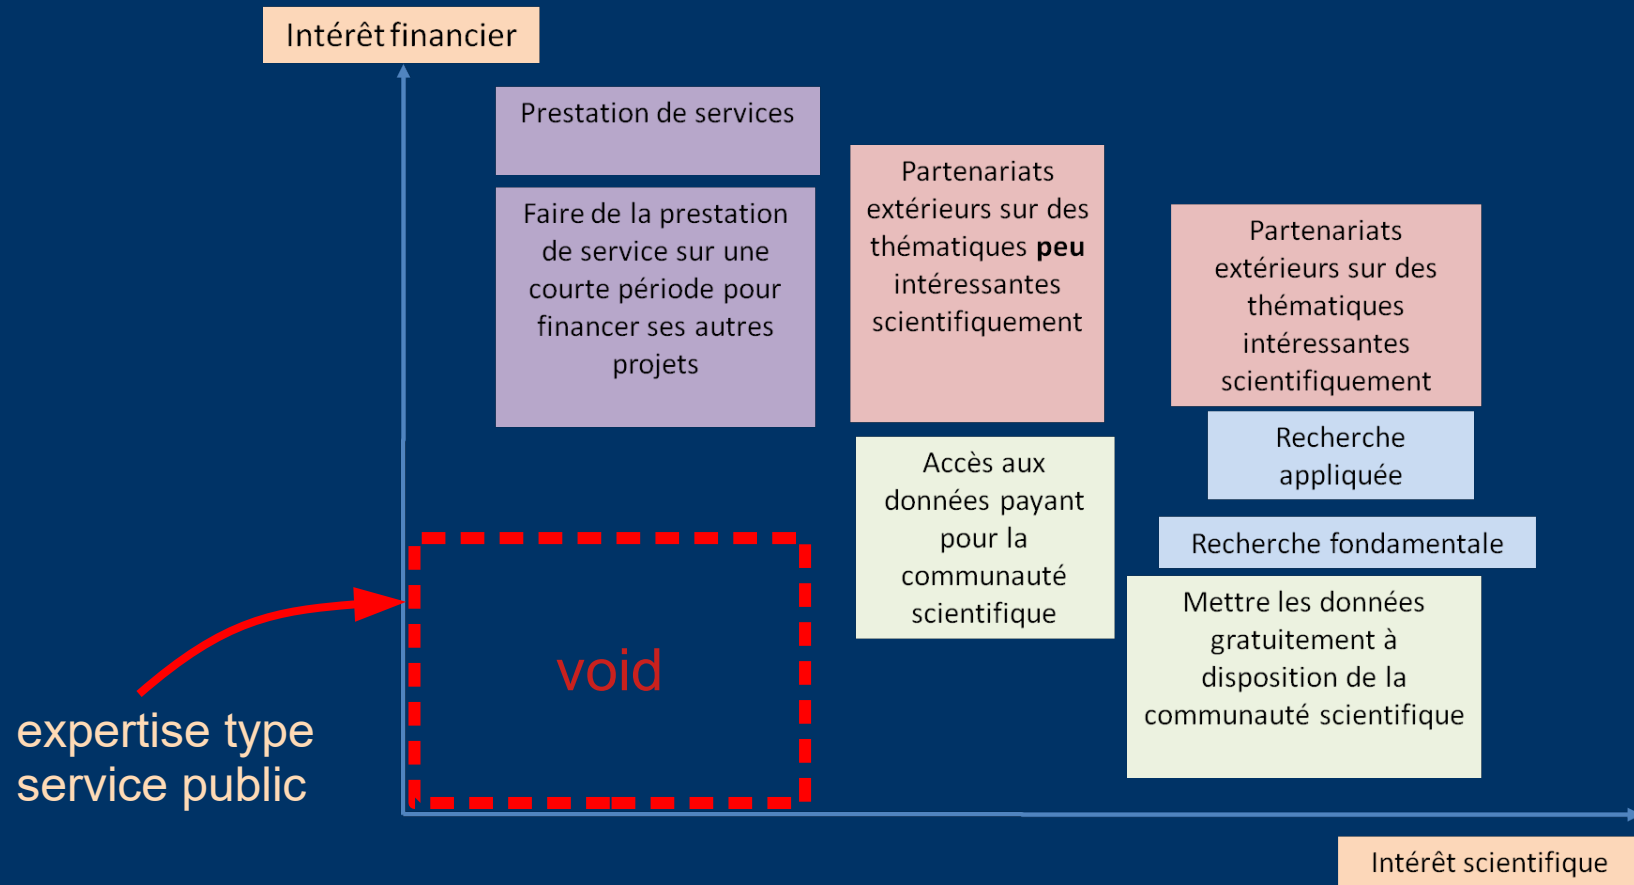 Intérêt financier
Prestation de services
Faire de la prestation
de service sur une
courte période pour
financer ses autres
projets
Partenariats
extérieurs sur des
thématiques peu
intéressantes
scientifiquement
Partenariats
extérieurs sur des
thématiques
intéressantes
scientifiquement
Recherche
appliquée
Accès aux
données payant
pour la
communauté
scientifique
Recherche fondamentale
Mettre les données
gratuitement à
disposition de la
communauté scientifique
void
expertise type
service public
Intérêt scientifique